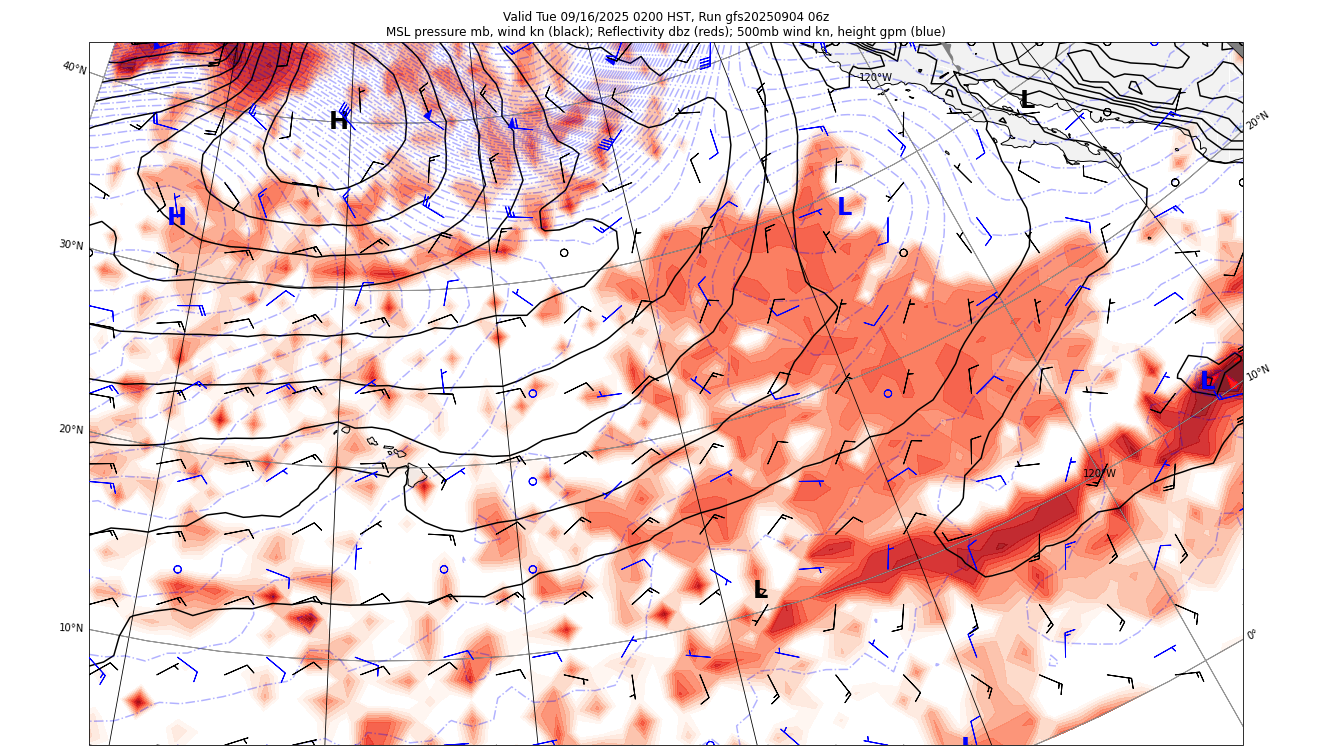 Valid Tue 09/16/2025 0200 HST, Run gfs20250904 06z
MSL pressure mb, wind kn (black); Reflectivity dbz (reds); 500mb wind kn, height gpm (blue)
40°N
120°W
L
20°N
H
H
L
30°N
10°N
L
20°N
120°W
L
10°N
0°
L